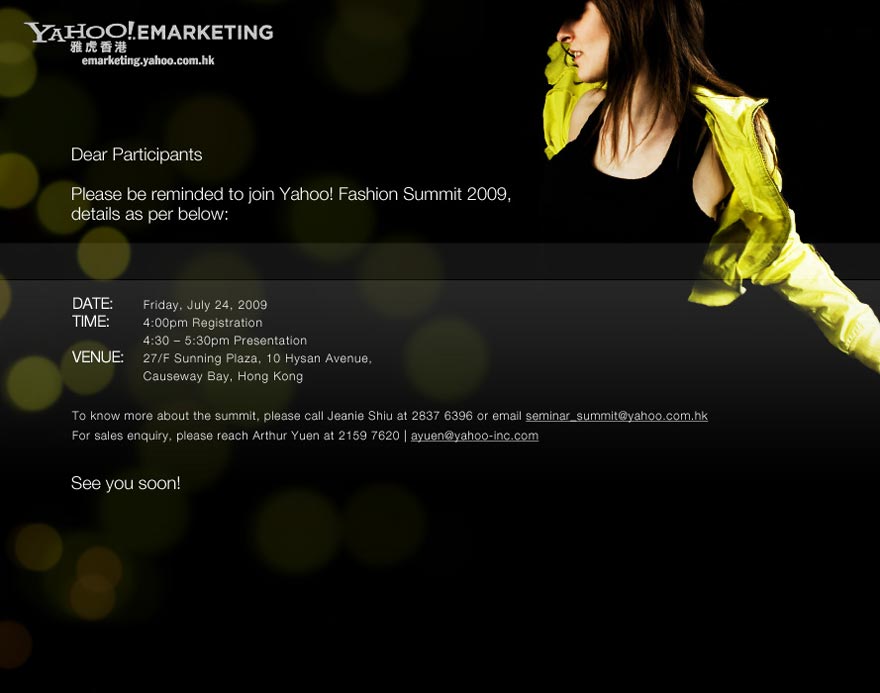 YAHOO!.EMARKETING
雅虎香港
emarketing.yahoo.com.hk
Dear Participants
Please be reminded to join Yahoo! Fashion Summit 2009,
details as per below:
DATE: Friday, July 24, 2009
TIME: 4:00pm Registration
4:30 – 5:30pm Presentation
VENUE: 27/F Sunning Plaza, 10 Hysan Avenue,
Causeway Bay, Hong Kong
To know more about the summit, please call Jeanie Shiu at 2837 6396 or email seminar_summit@yahoo.com.hk
For sales enquiry, please reach Arthur Yuen at 2159 7620 | ayuen@yahoo-inc.com
See you soon!